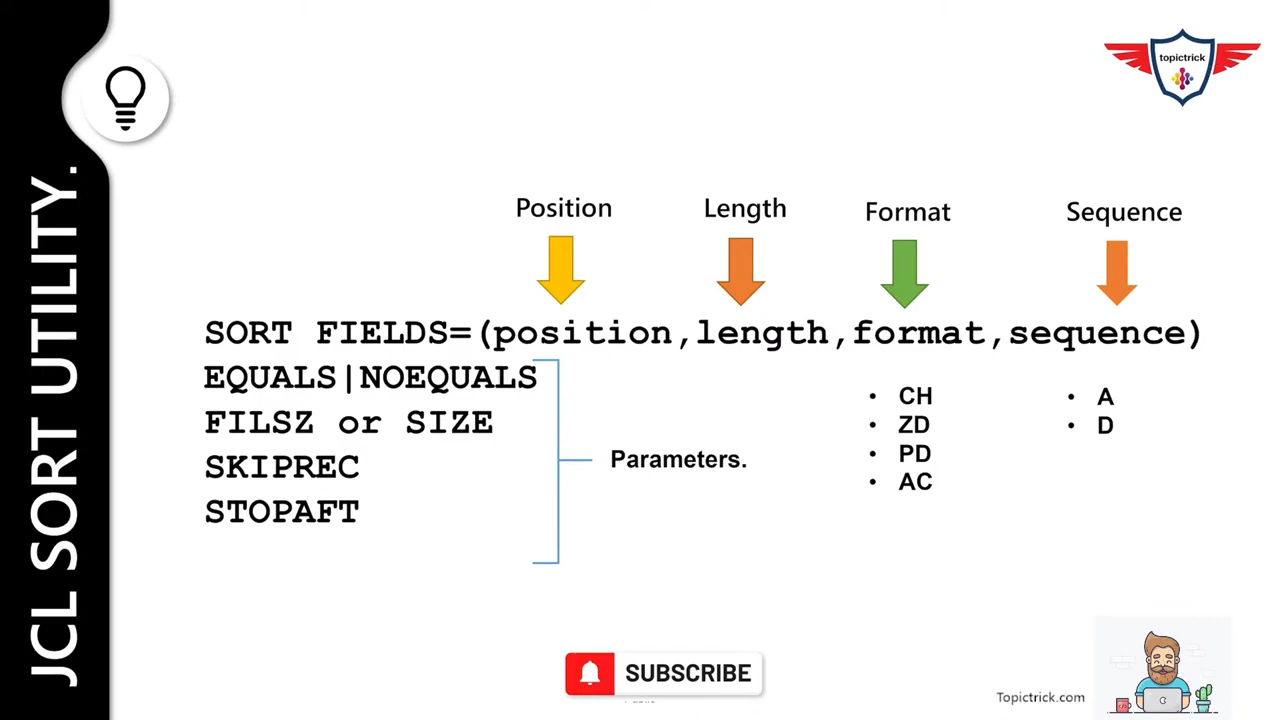 JCL SORT UTILITY.
topictrick
Position
Length
Format
Sequence
SORT FIELDS=(position,length,format,sequence)
EQUALS|NOEQUALS
FILSZ or SIZE
SKIPREC
STOPAFT
Parameters.
• CH
• ZD
• PD
• AC
• A
• D
SUBSCRIBE
Topictrick.com